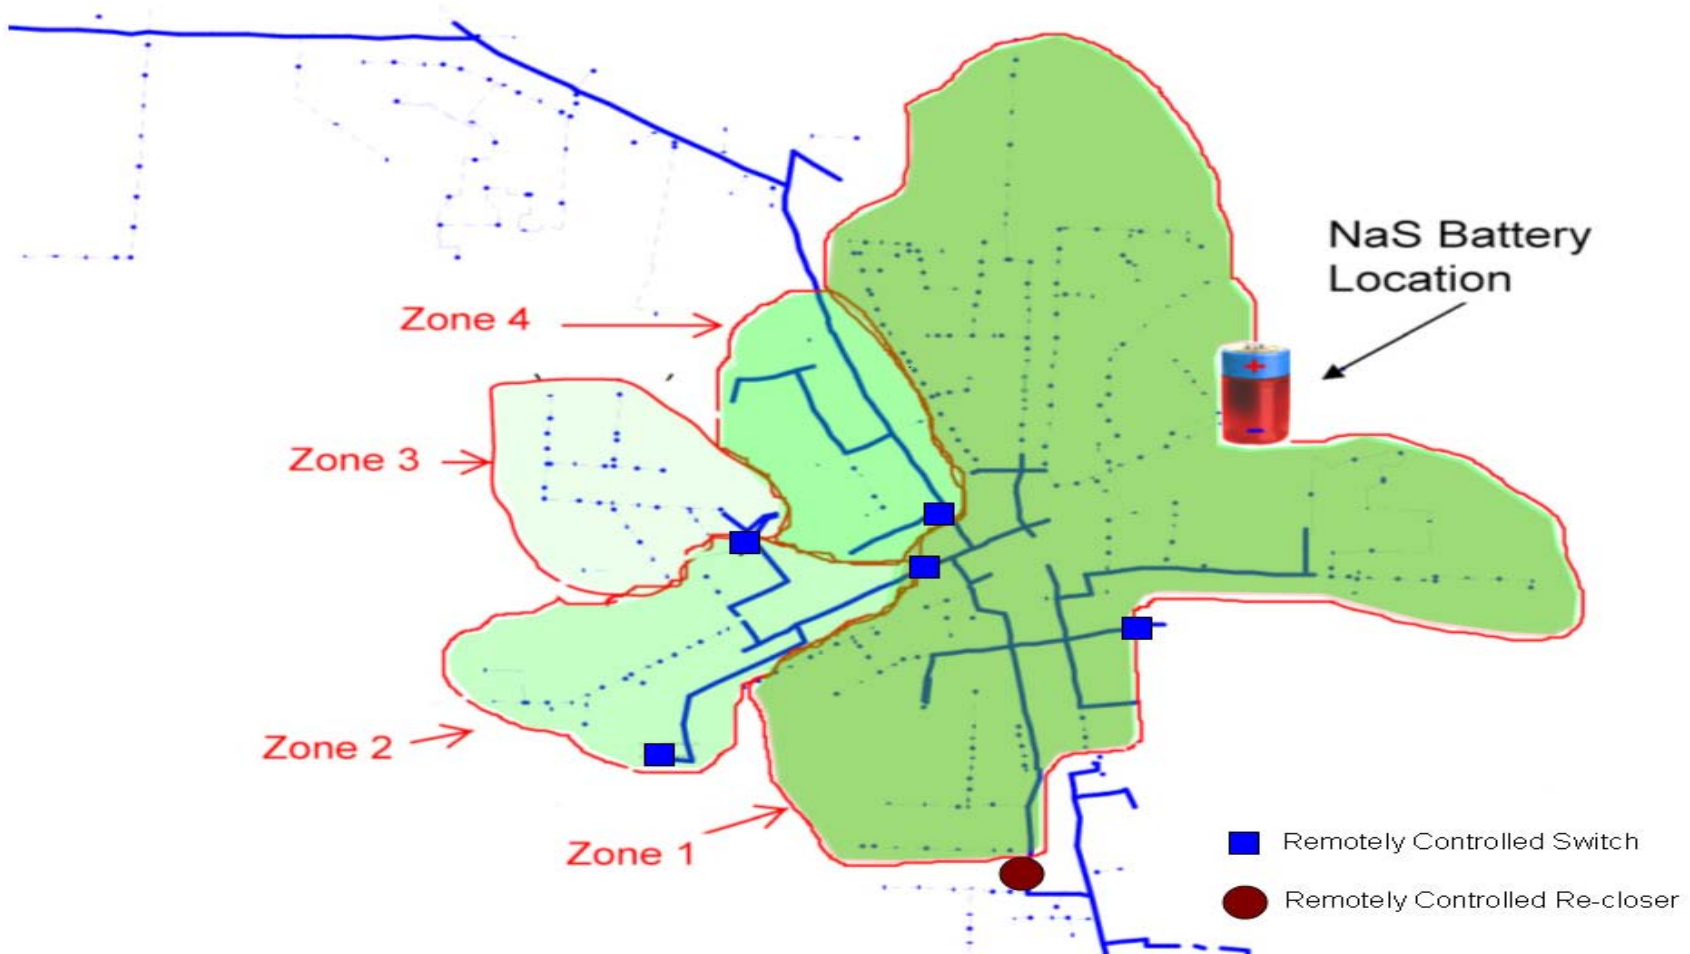 NaS Battery
Location
Zone 4
Zone 3
Zone 2
Zone 1
+
-
Remotely Controlled Switch
Remotely Controlled Re-closer